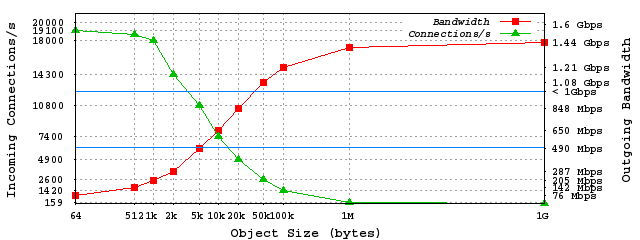 Incoming Connections/s
20000
19100
18000
14300
10800
7400
4900
2600
1420
159
Bandwidth
Connections/s
1.6 Gbps
1.44 Gbps
1.21 Gbps
1.08 Gbps
< 1Gbps
848 Mbps
650 Mbps
490 Mbps
287 Mbps
205 Mbps
142 Mbps
76 Mbps
Outgoing Bandwidth
64 512 1k 2k 5k 10k 20k 50k 100k 1M 1G
Object Size (bytes)